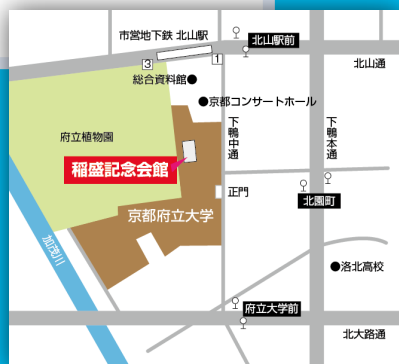 市営地下鉄 北山駅
北山駅前
3
1
北山通
総合資料館
京都コンサートホール
下鴨中通
下鴨本通
府立植物園
稲盛記念会館
正門
北園町
京都府立大学
加茂川
洛北高校
府立大学前
北大路通